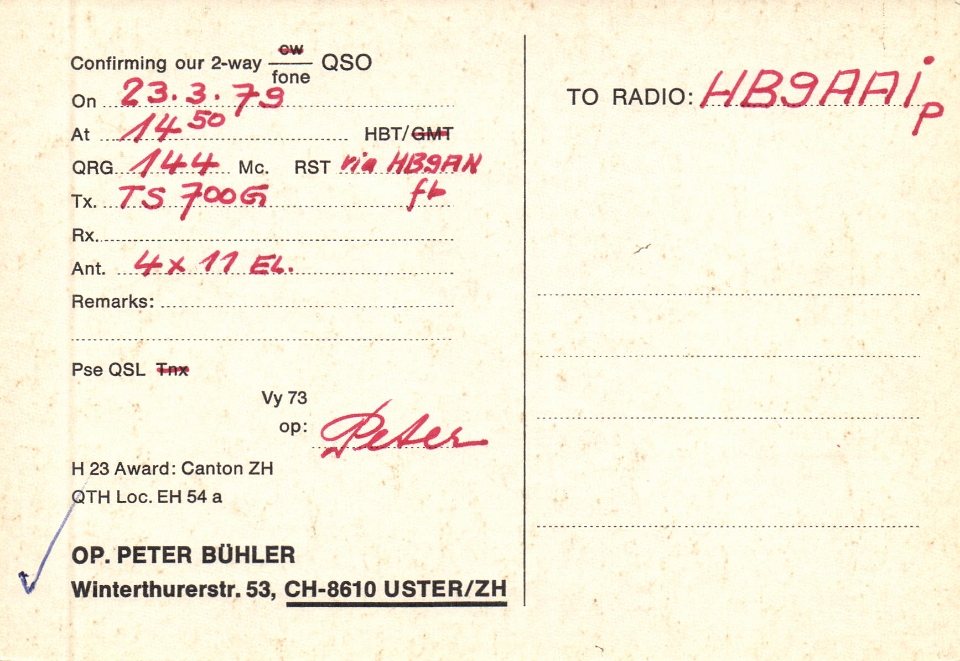 Confirming our 2-way cw/fone QSO
On 23.3.79
At 14 50 HBT/GMT
QRG 144 Mc. RST via HB9AN
Tx. TS 700G fb
Rx.
Ant. 4 x 11 EL.
Remarks:
Pse QSL Tnx
Vy 73
op: Peter
H 23 Award: Canton ZH
QTH Loc. EH 54 a
OP. PETER BÜHLER
Winterthurerstr. 53, CH-8610 USTER/ZH
TO RADIO: HB9AAi
p